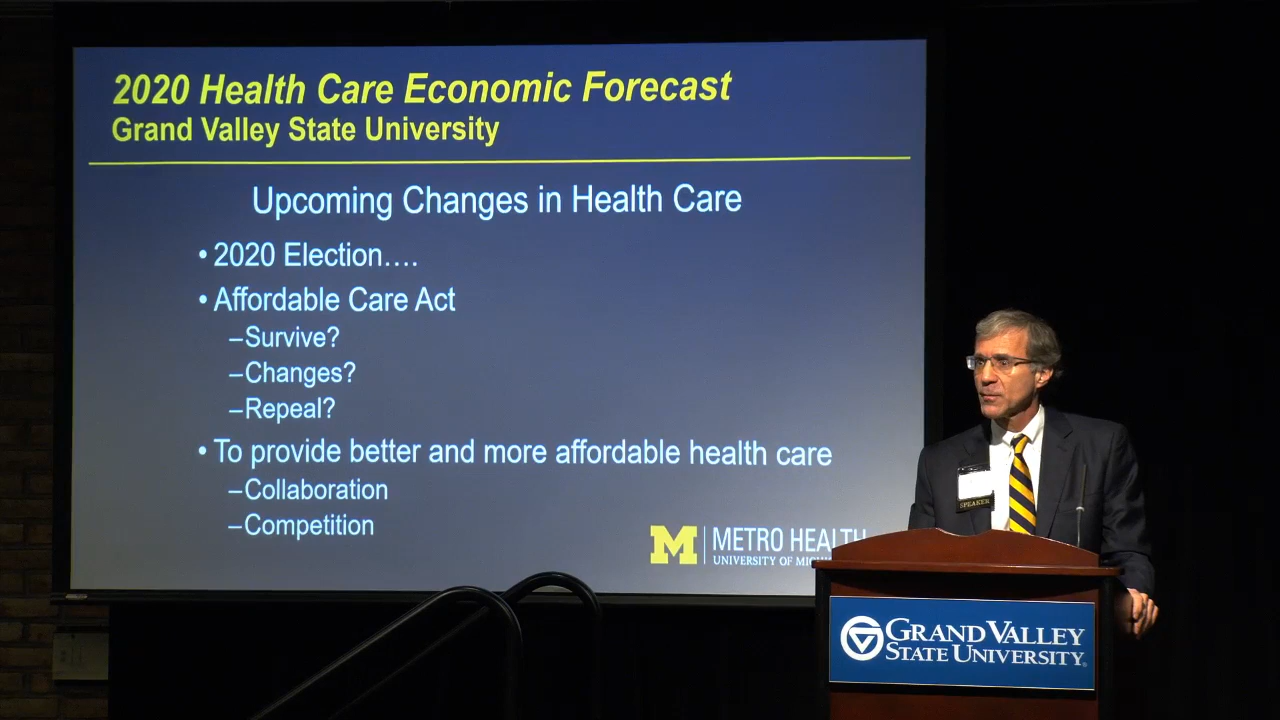 2020 Health Care Economic Forecast
Grand Valley State University
Upcoming Changes in Health Care
• 2020 Election….
• Affordable Care Act
–Survive?
–Changes?
–Repeal?
• To provide better and more affordable health care
–Collaboration
–Competition
M METRO HEALTH
UNIVERSITY OF
SPEAKER
GRAND VALLEY
STATE UNIVERSITY